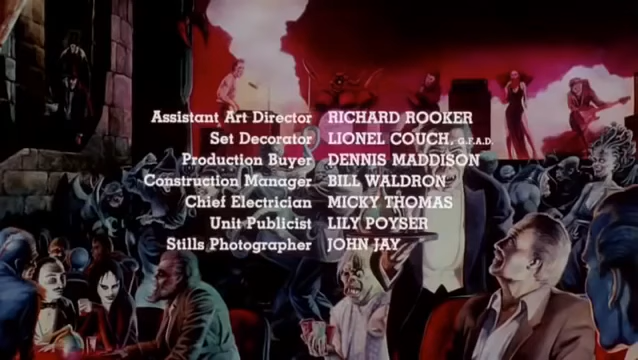 Assistant Art Director RICHARD ROOKER
Set Decorator LIONEL COUCH, G.F.A.D.
Production Buyer DENNIS MADDISON
Construction Manager BILL WALDRON
Chief Electrician MICKY THOMAS
Unit Publicist LILY POYSER
Stills Photographer JOHN JAY